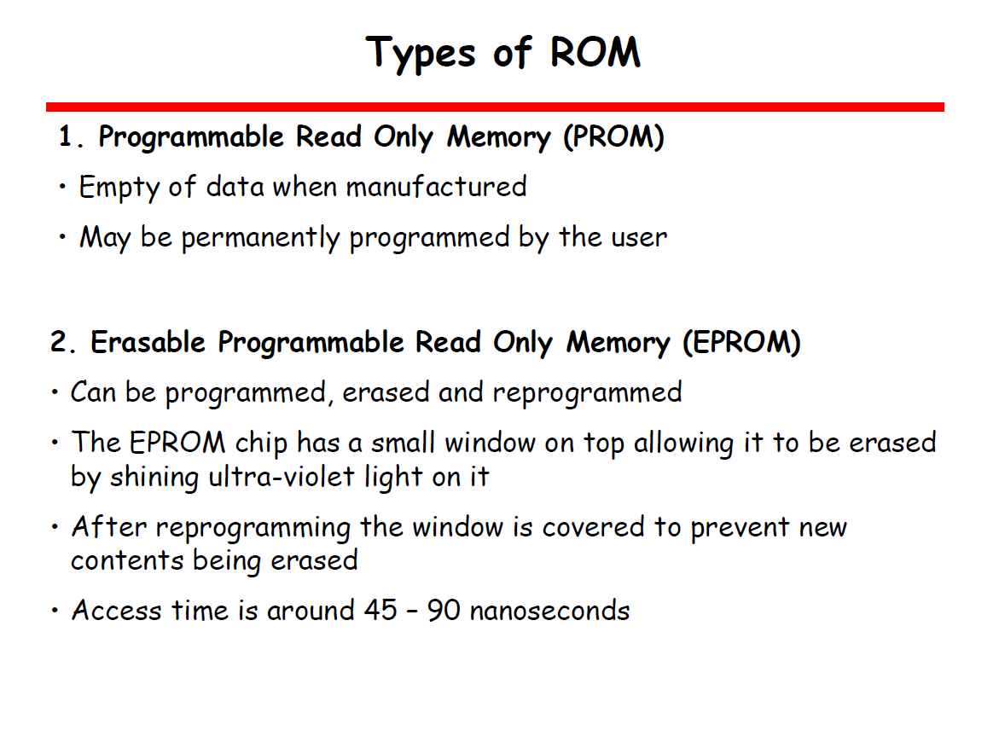 Types of ROM
1. Programmable Read Only Memory (PROM)
• Empty of data when manufactured
• May be permanently programmed by the user
2. Erasable Programmable Read Only Memory (EPROM)
• Can be programmed, erased and reprogrammed
• The EPROM chip has a small window on top allowing it to be erased
by shining ultra-violet light on it
• After reprogramming the window is covered to prevent new
contents being erased
• Access time is around 45 – 90 nanoseconds